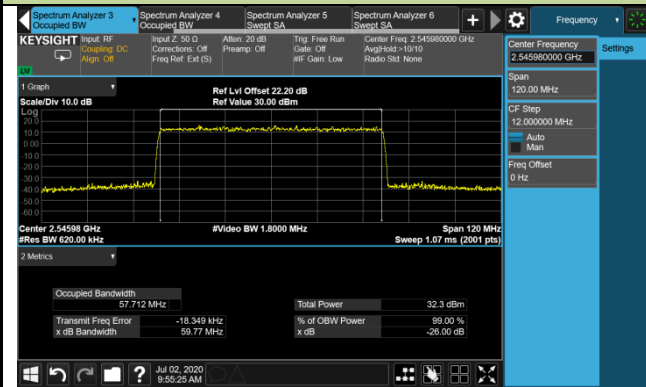 Spectrum Analyzer 3
Occupied BW
Spectrum Analyzer 4
Occupied BW
Spectrum Analyzer 5
Swept SA
Spectrum Analyzer 6
Swept SA
Frequency
KEYSIGHT
Input: RF
Coupling: DC
Align: Off
Input Z: 50 Ω
Corrections: Off
Freq Ref: Ext (S)
Atten: 20 dB
Preamp: Off
Trig: Free Run
Gate: Off
#IF Gain: Low
Center Freq: 2.545980000 GHz
Avg|Hold:>10/10
Radio Std: None
LV
Center Frequency
2.545980000 GHz
Settings
Span
120.00 MHz
CF Step
12.000000 MHz
Auto
Man
Freq Offset
0 Hz
1 Graph
Scale/Div 10.0 dB
Ref Lvl Offset 22.20 dB
Ref Value 30.00 dBm
Log
20.0
10.0
0.00
-10.0
-20.0
-30.0
-40.0
-50.0
-60.0
Center 2.54598 GHz
#Res BW 620.00 kHz
#Video BW 1.8000 MHz
Span 120 MHz
Sweep 1.07 ms (2001 pts)
2 Metrics
Occupied Bandwidth
57.712 MHz
Total Power 32.3 dBm
Transmit Freq Error -18.349 kHz
% of OBW Power 99.00 %
x dB Bandwidth 59.77 MHz
x dB -26.00 dB
?
Jul 02, 2020
9:55:25 AM